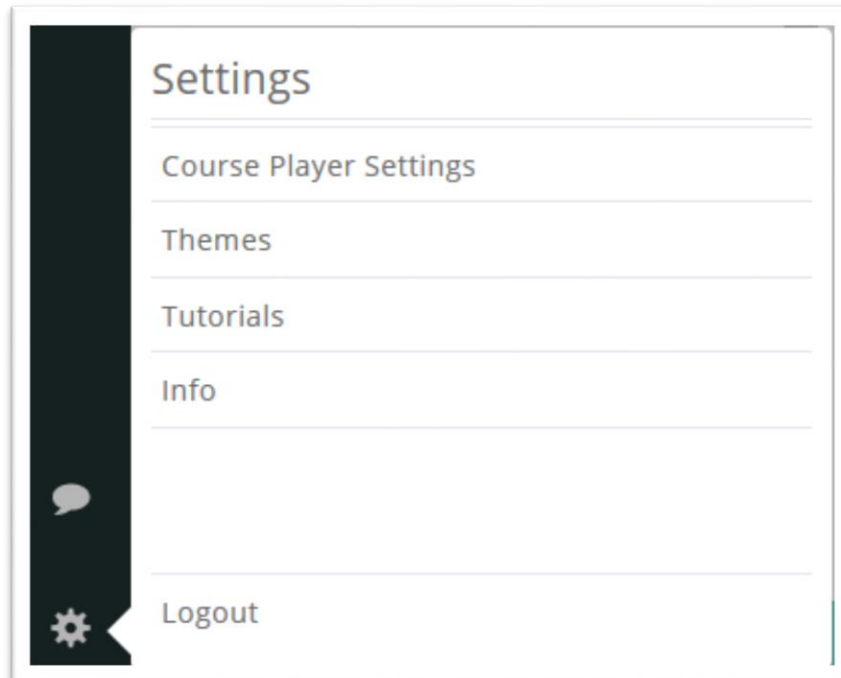 Settings
Course Player Settings
Themes
Tutorials
Info
Logout